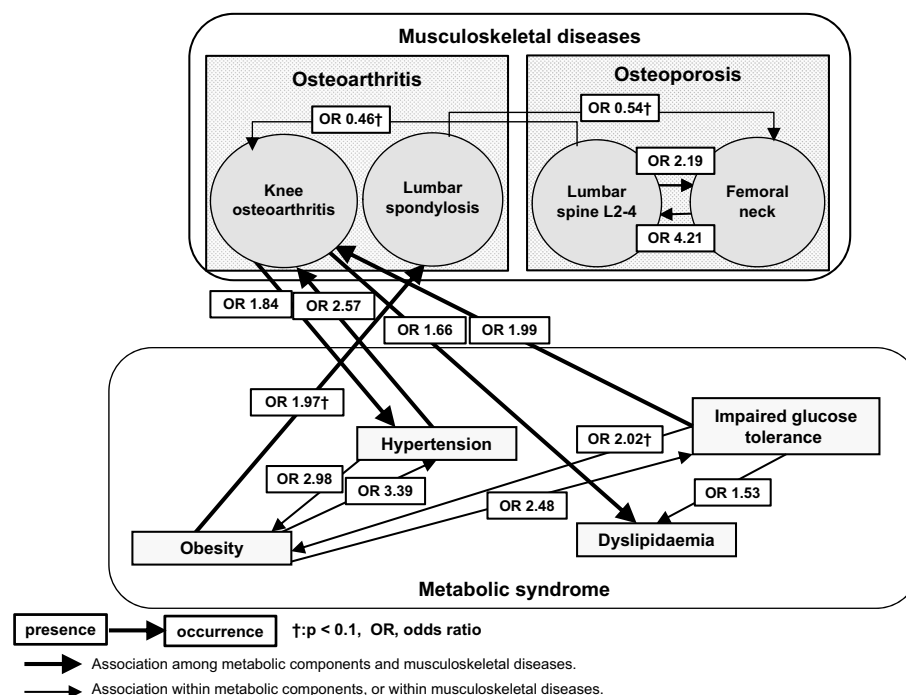 Musculoskeletal diseases
Osteoarthritis
Osteoporosis
OR 0.46†
OR 0.54†
Knee
osteoarthritis
Lumbar
spondylosis
Lumbar
spine L2-4
OR 2.19
OR 4.21
Femoral
neck
OR 1.84
OR 2.57
OR 1.66
OR 1.99
OR 1.97†
Hypertension
OR 2.02†
Impaired glucose
tolerance
OR 2.98
OR 3.39
OR 2.48
OR 1.53
Obesity
Dyslipidaemia
Metabolic syndrome
presence
occurrence
†:p < 0.1, OR, odds ratio
Association among metabolic components and musculoskeletal diseases.
Association within metabolic components, or within musculoskeletal diseases.